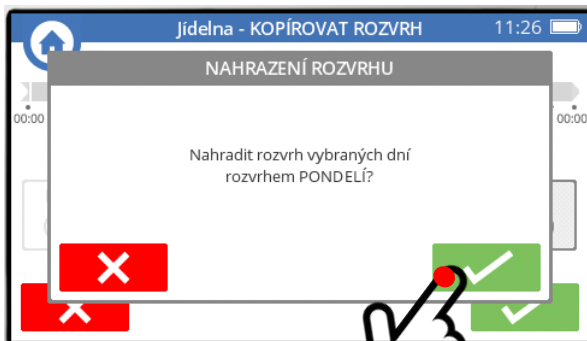 Jídelna - KOPÍROVAT ROZVRH 11:26
NAHRAZENÍ ROZVRHU
00:00 00:00
Nahradit rozvrh vybraných dní
rozvrhem PONDELÍ?